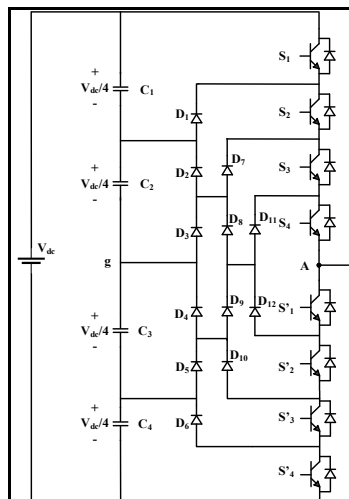 S1
+
Vdc/4
-
C1
D1
S2
D2
D7
S3
+
Vdc/4
-
C2
D3
D8
D11
S4
Vdc
g
A
+
Vdc/4
-
C3
D4
D9
D12
S'1
D5
D10
S'2
+
Vdc/4
-
C4
D6
S'3
S'4